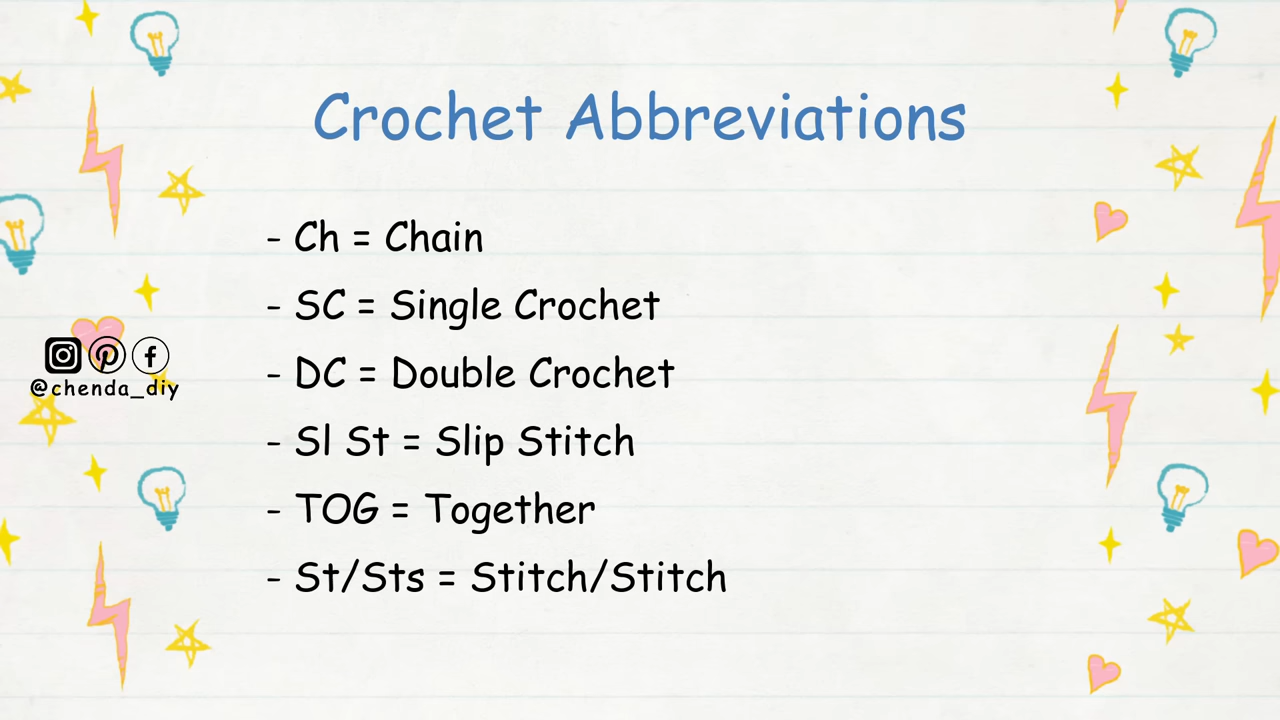 Crochet Abbreviations
- Ch = Chain
- SC = Single Crochet
- DC = Double Crochet
- Sl St = Slip Stitch
- TOG = Together
- St/Sts = Stitch/Stitch
@chenda_diy